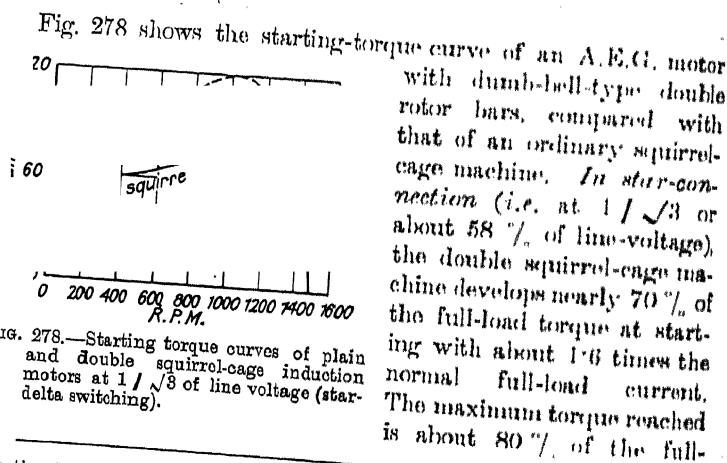 Fig. 278 shows the starting-torque curve of an A.E.G. motor
with dumb-bell-type double
rotor bars, compared with
that of an ordinary squirrel-
cage machine. In star-con-
nection (i.e. at 1 / √3 or
about 58 % of line-voltage),
the double squirrel-cage ma-
chine develops nearly 70 % of
the full-load torque at start-
ing with about 1·6 times the
normal full-load current.
The maximum torque reached
is about 80 % of the full-
20
60
squirre
0 200 400 600 800 1000 1200 1400 1600
R.P.M.
IG. 278.—Starting torque curves of plain
and double squirrel-cage induction
motors at 1 / √3 of line voltage (star-
delta switching).